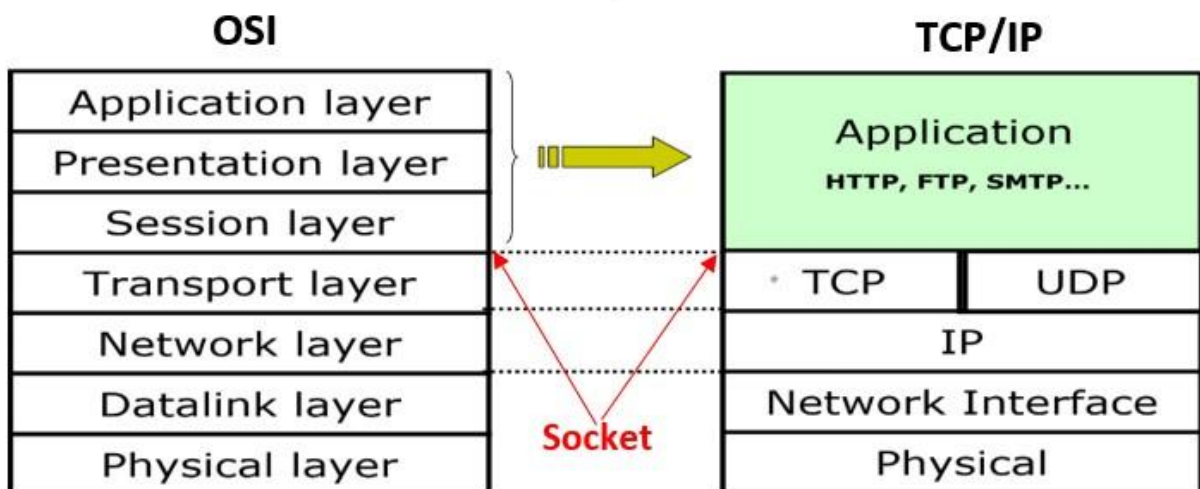 OSI
Application layer
Presentation layer
Session layer
Transport layer
Network layer
Datalink layer
Physical layer
Socket
TCP/IP
Application
HTTP, FTP, SMTP...
TCP
UDP
IP
Network Interface
Physical